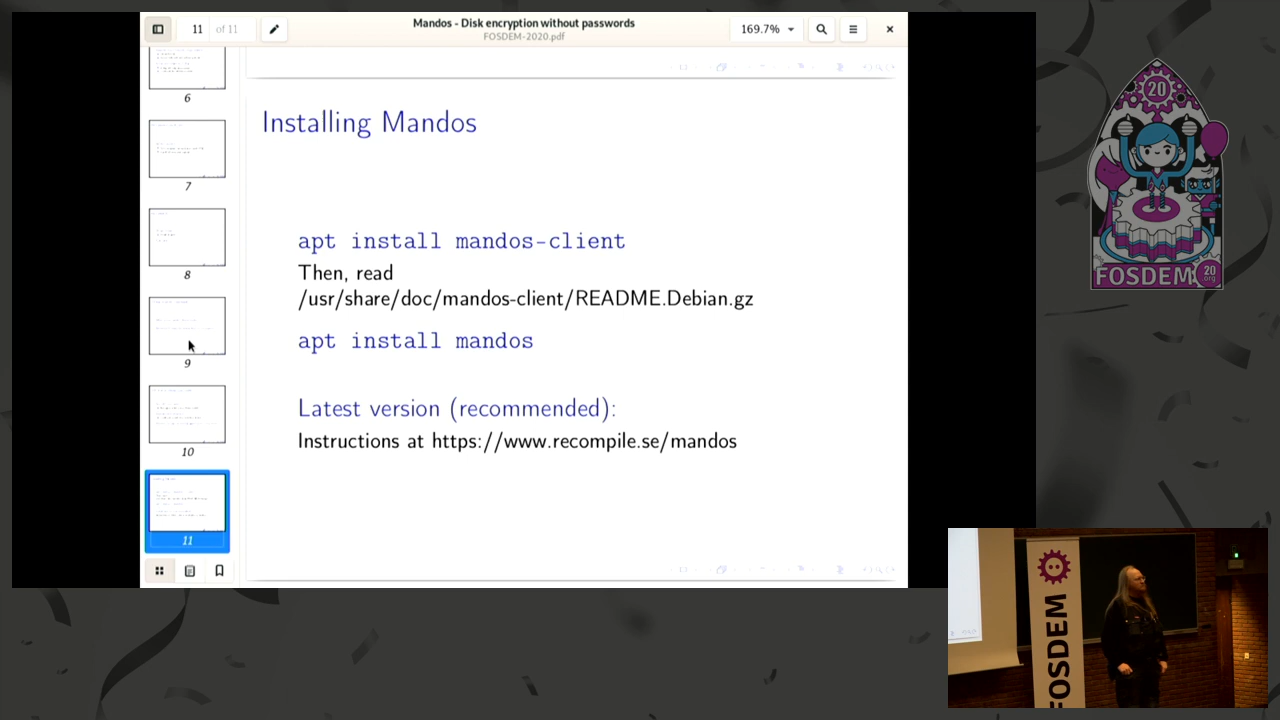 11 of 11
Mandos - Disk encryption without passwords
FOSDEM-2020.pdf
169.7%
6
7
8
9
10
11
Installing Mandos
apt install mandos-client
Then, read
/usr/share/doc/mandos-client/README.Debian.gz
apt install mandos
Latest version (recommended):
Instructions at https://www.recompile.se/mandos
20
FOSDEM
20
.org
FOSDEM